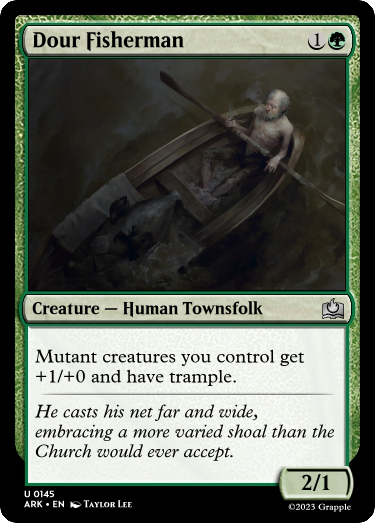 Dour Fisherman 1
Creature — Human Townsfolk
Mutant creatures you control get
+1/+0 and have trample.
He casts his net far and wide,
embracing a more varied shoal than the
Church would ever accept.
2/1
U 0145
ARK • EN Taylor Lee
©2023 Grapple